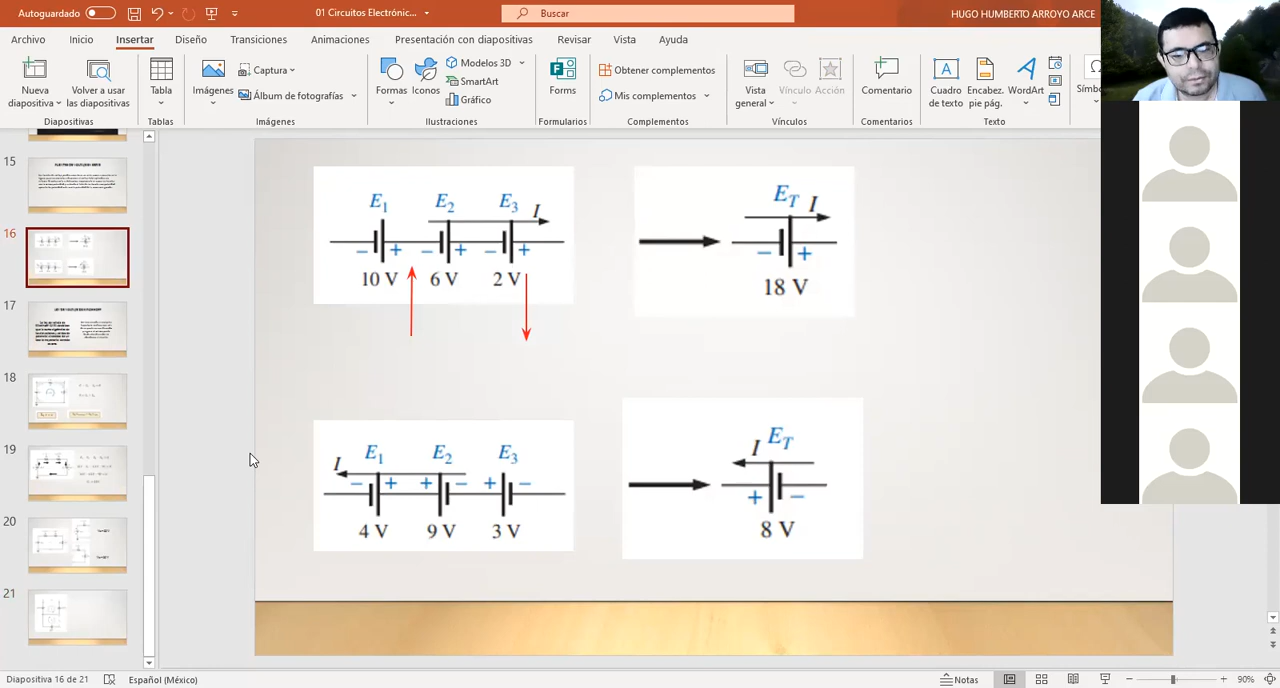 Autoguardado
01 Circuitos Electrónic...
Buscar
HUGO HUMBERTO ARROYO ARCE
Archivo Inicio Insertar Diseño Transiciones Animaciones Presentación con diapositivas Revisar Vista Ayuda
Nueva diapositiva
Volver a usar las diapositivas
Diapositivas
Tabla
Tablas
Imágenes
Captura
Álbum de fotografías
Imágenes
Formas
Iconos
Modelos 3D
SmartArt
Gráfico
Ilustraciones
Forms
Formularios
Obtener complementos
Mis complementos
Complementos
Vista general
Vínculo
Acción
Vínculos
Comentario
Comentarios
Cuadro de texto
Encabez. pie pág.
WordArt
Texto
15
16
17
18
19
20
21
E1 E2 E3 I
− + − + − +
10 V 6 V 2 V
ET I
− +
18 V
I E1 E2 E3
− + + − + −
4 V 9 V 3 V
I ET
+ −
8 V
Diapositiva 16 de 21
Español (México)
Notas
90%